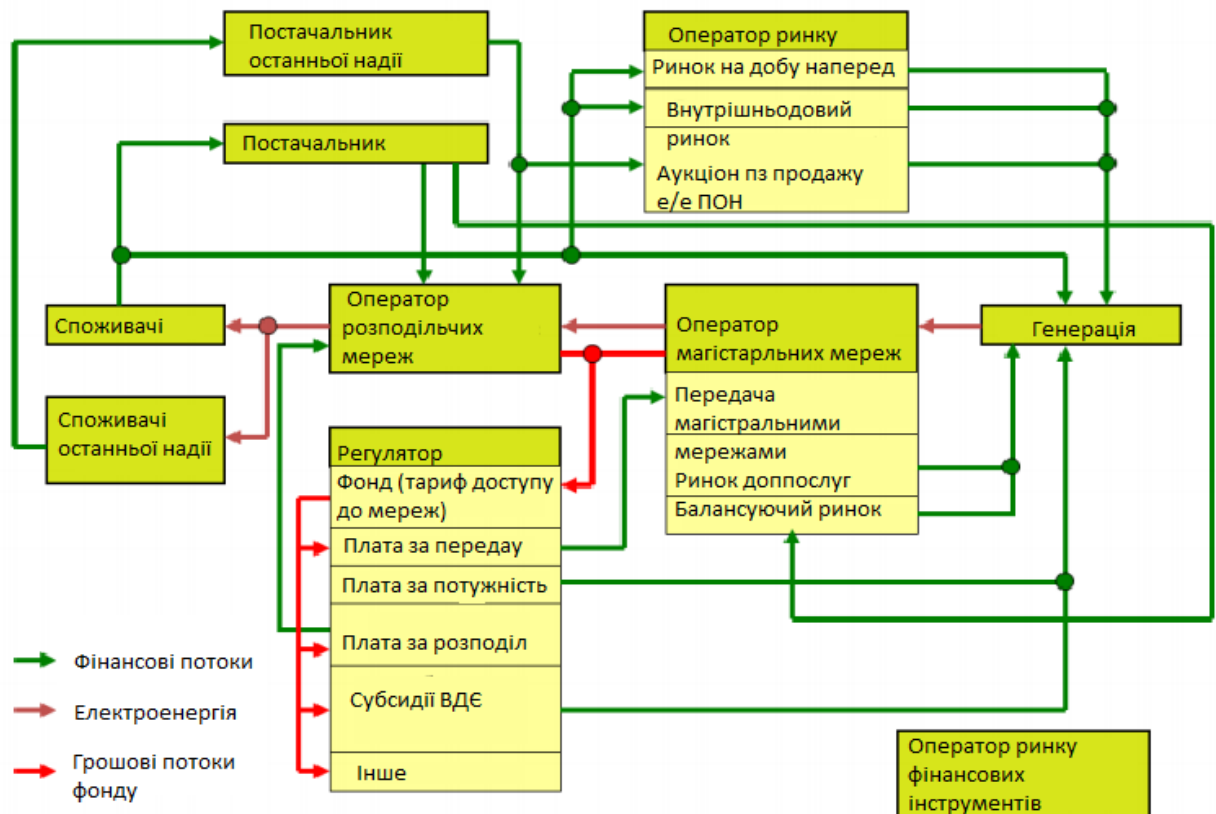 Постачальник
останньої надії
Оператор ринку
Ринок на добу наперед
Внутрішньодовий
ринок
Аукціон пз продажу
е/е ПОН
Постачальник
Споживачі
Оператор
розподільчих
мереж
Оператор
магістарльних мереж
Генерація
Передача
магістральними
мережами
Ринок доппослуг
Балансуючий ринок
Споживачі
останньої надії
Регулятор
Фонд (тариф доступу
до мереж)
Плата за передау
Плата за потужність
Плата за розподіл
Субсидії ВДЄ
Інше
Фінансові потоки
Електроенергія
Грошові потоки
фонду
Оператор ринку
фінансових
інструментів